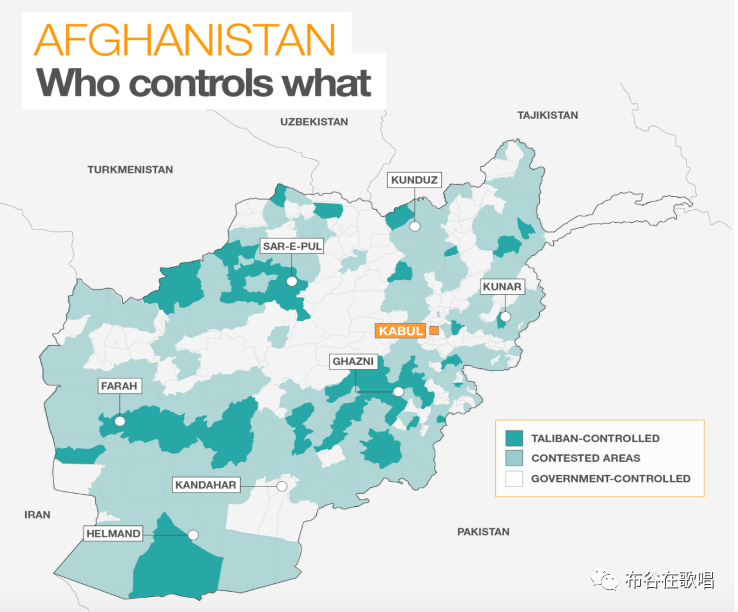 AFGHANISTAN
Who controls what
UZBEKISTAN
TAJIKISTAN
TURKMENISTAN
KUNDUZ
SAR-E-PUL
KUNAR
KABUL
GHAZNI
FARAH
TALIBAN-CONTROLLED
CONTESTED AREAS
GOVERNMENT-CONTROLLED
KANDAHAR
IRAN
HELMAND
PAKISTAN
布谷在歌唱